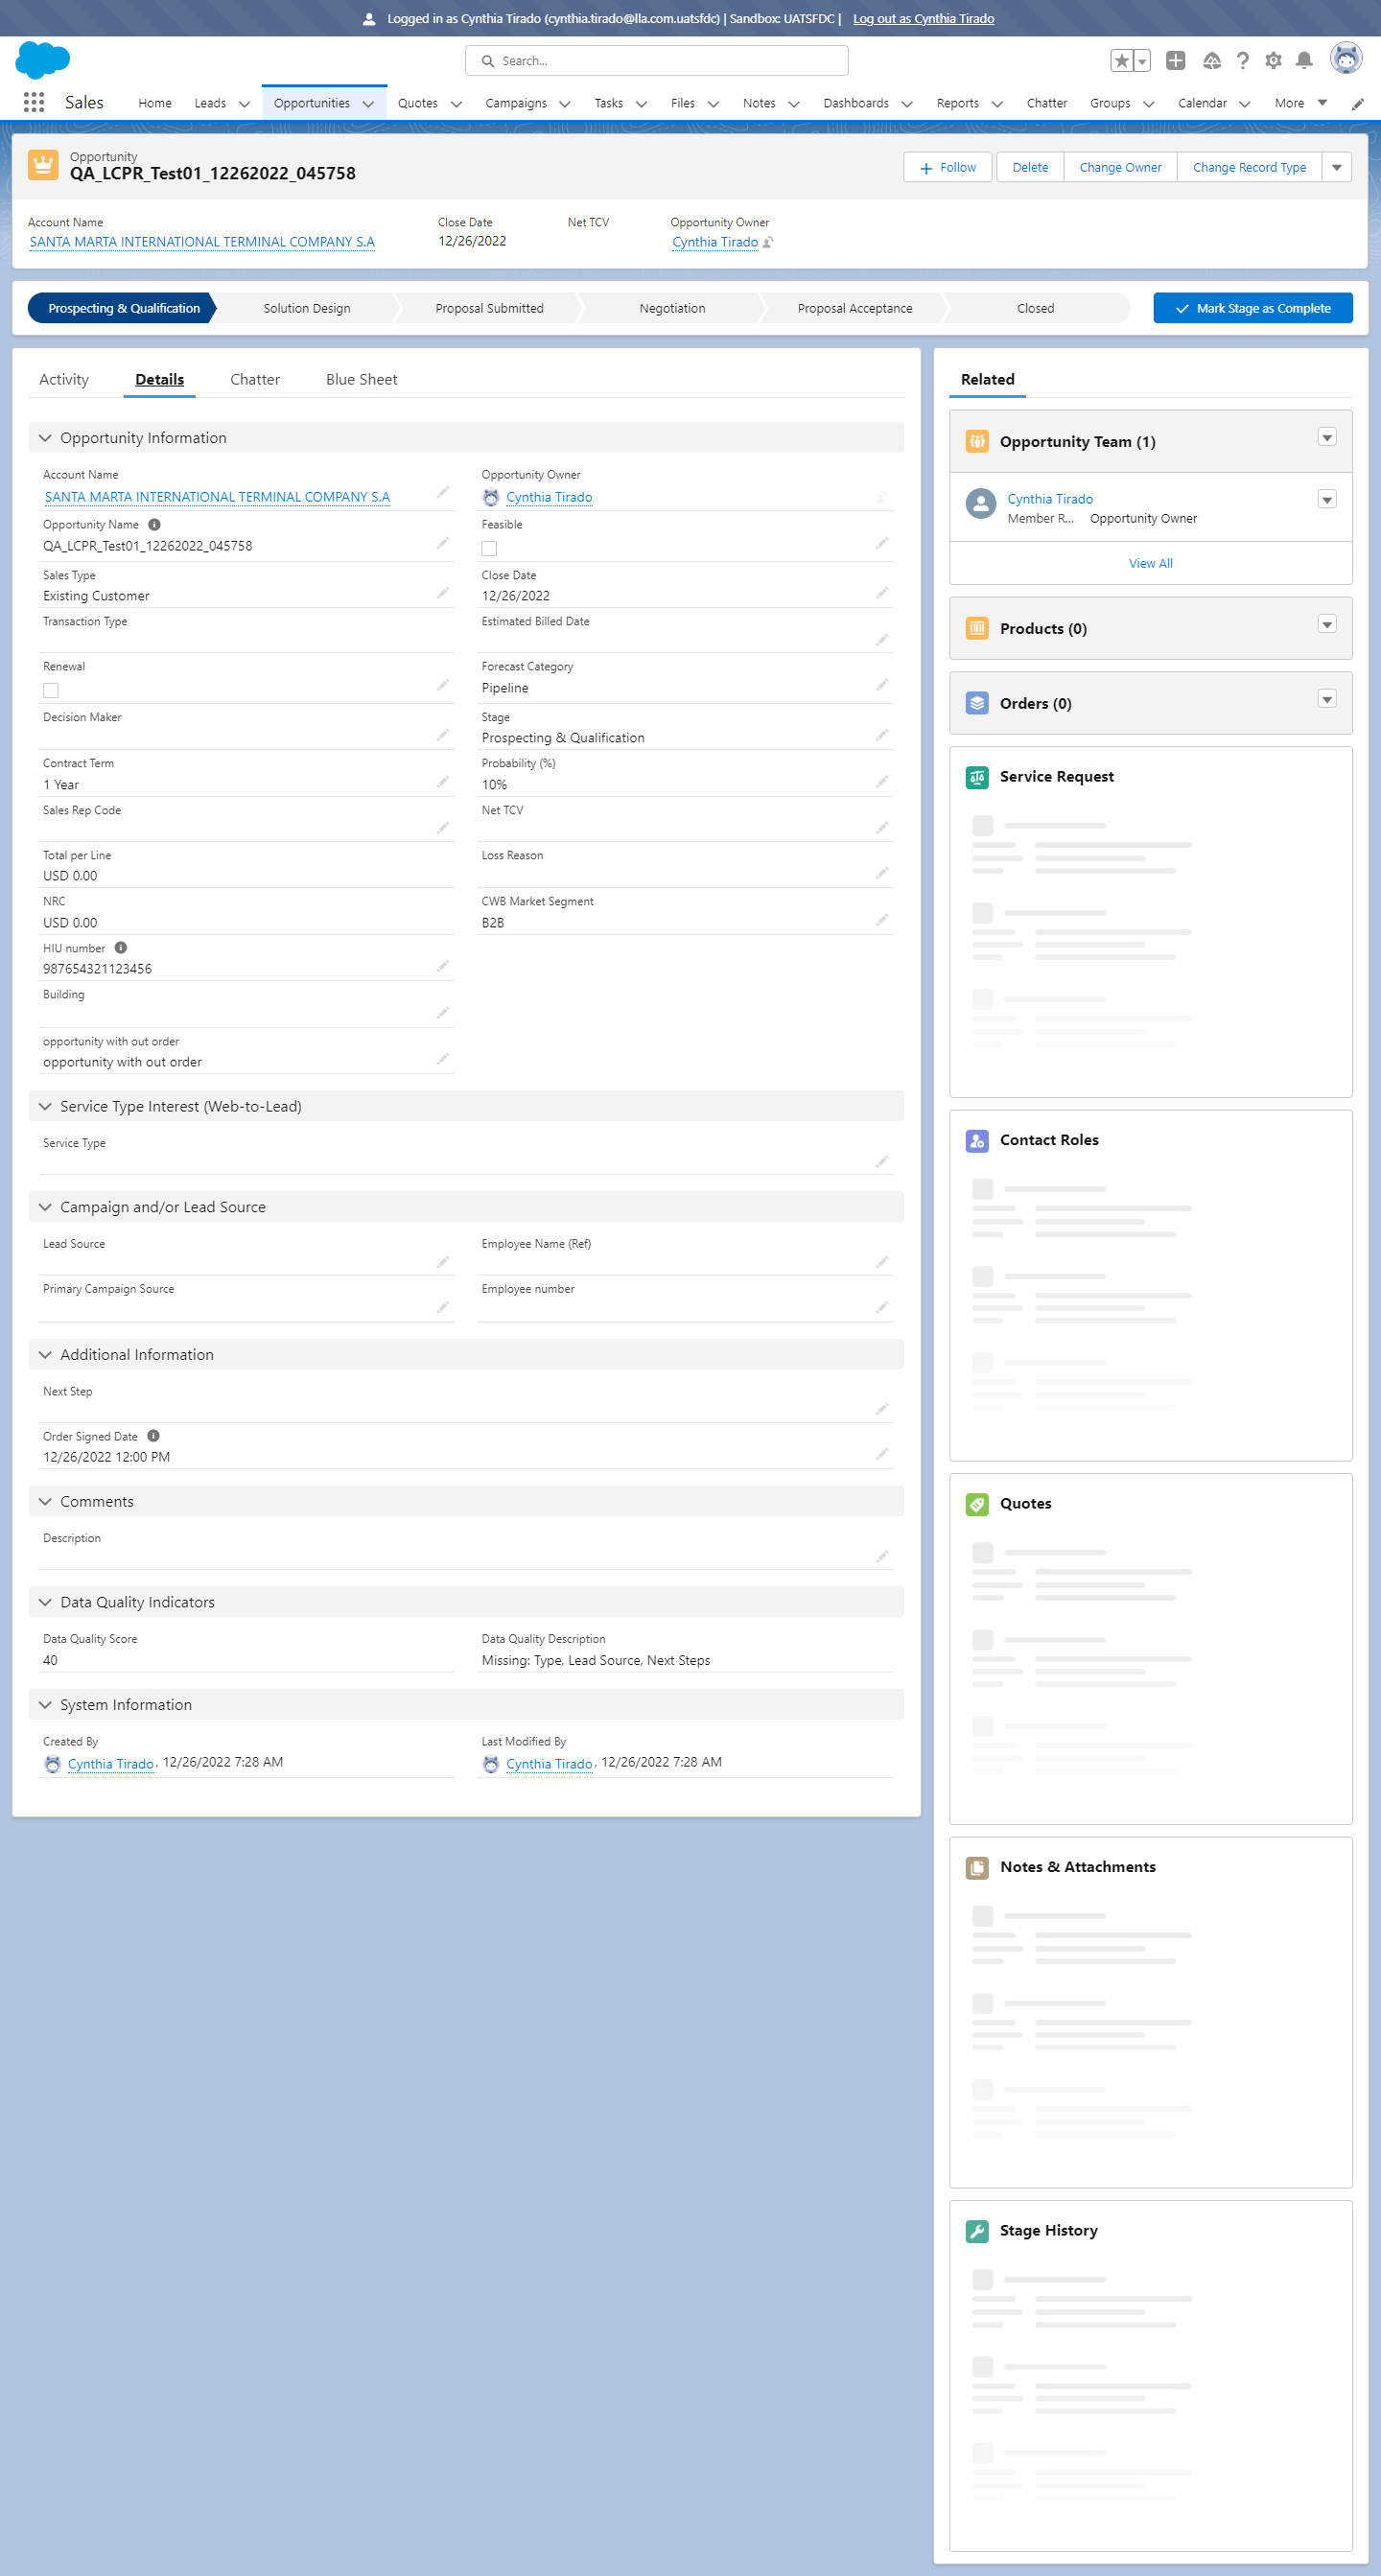 Logged in as Cynthia Tirado (cynthia.tirado@lla.com.uatsfdc) | Sandbox: UATSFDC | Log out as Cynthia Tirado
Search...
Sales Home Leads Opportunities Quotes Campaigns Tasks Files Notes Dashboards Reports Chatter Groups Calendar More
Opportunity
QA_LCPR_Test01_12262022_045758
Follow Delete Change Owner Change Record Type
Account Name Close Date Net TCV Opportunity Owner
SANTA MARTA INTERNATIONAL TERMINAL COMPANY S.A 12/26/2022 Cynthia Tirado
Prospecting & Qualification Solution Design Proposal Submitted Negotiation Proposal Acceptance Closed Mark Stage as Complete
Activity Details Chatter Blue Sheet
Opportunity Information
Account Name Opportunity Owner
SANTA MARTA INTERNATIONAL TERMINAL COMPANY S.A Cynthia Tirado
Opportunity Name Feasible
QA_LCPR_Test01_12262022_045758
Sales Type Close Date
Existing Customer 12/26/2022
Transaction Type Estimated Billed Date
Renewal Forecast Category
Pipeline
Decision Maker Stage
Prospecting & Qualification
Contract Term Probability (%)
1 Year 10%
Sales Rep Code Net TCV
Total per Line Loss Reason
USD 0.00
NRC CWB Market Segment
USD 0.00 B2B
HIU number
987654321123456
Building
opportunity with out order
opportunity with out order
Service Type Interest (Web-to-Lead)
Service Type
Campaign and/or Lead Source
Lead Source Employee Name (Ref)
Primary Campaign Source Employee number
Additional Information
Next Step
Order Signed Date
12/26/2022 12:00 PM
Comments
Description
Data Quality Indicators
Data Quality Score Data Quality Description
40 Missing: Type, Lead Source, Next Steps
System Information
Created By Last Modified By
Cynthia Tirado, 12/26/2022 7:28 AM Cynthia Tirado, 12/26/2022 7:28 AM
Related
Opportunity Team (1)
Cynthia Tirado
Member R... Opportunity Owner
View All
Products (0)
Orders (0)
Service Request
Contact Roles
Quotes
Notes & Attachments
Stage History